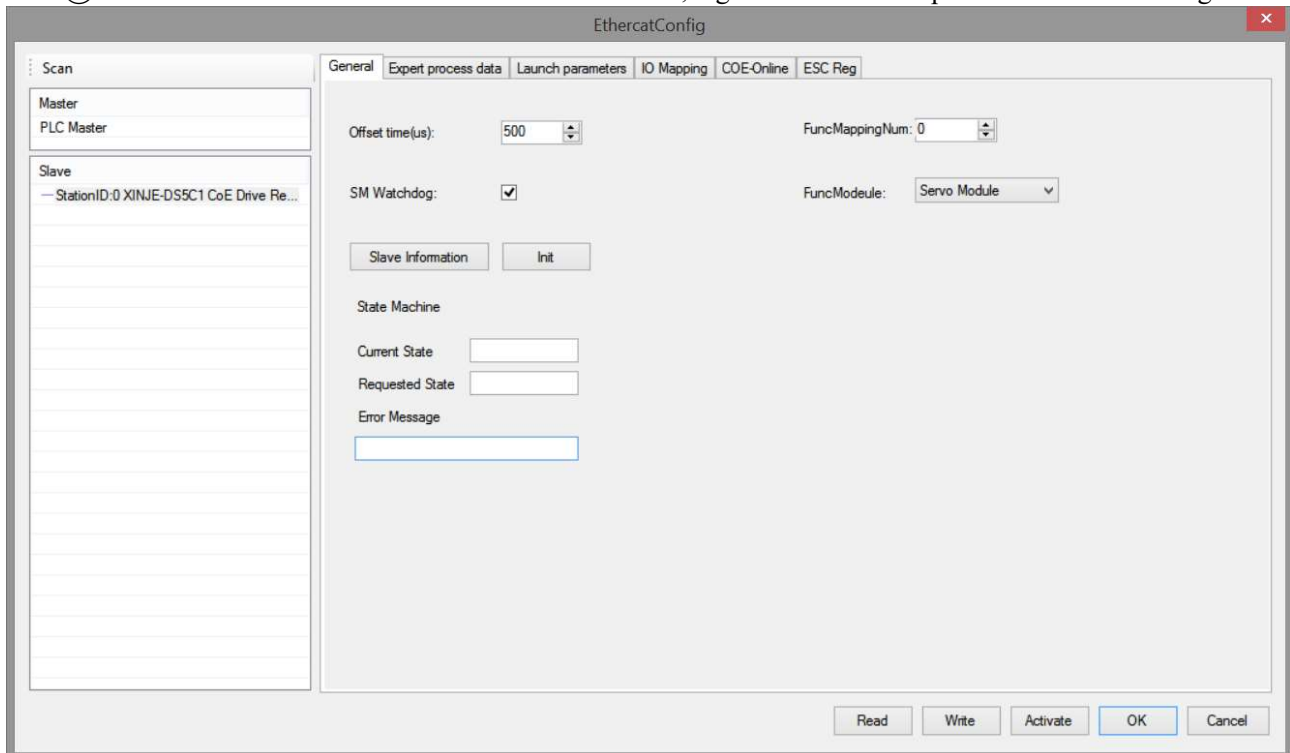 EthercatConfig
Scan
Master
PLC Master
Slave
StationID:0 XINJE-DS5C1 CoE Drive Re...
General Expert process data Launch parameters IO Mapping COE-Online ESC Reg
Offset time(us): 500 FuncMappingNum: 0
SM Watchdog: FuncModeule: Servo Module
Slave Information Init
State Machine
Current State
Requested State
Error Message
Read Write Activate OK Cancel